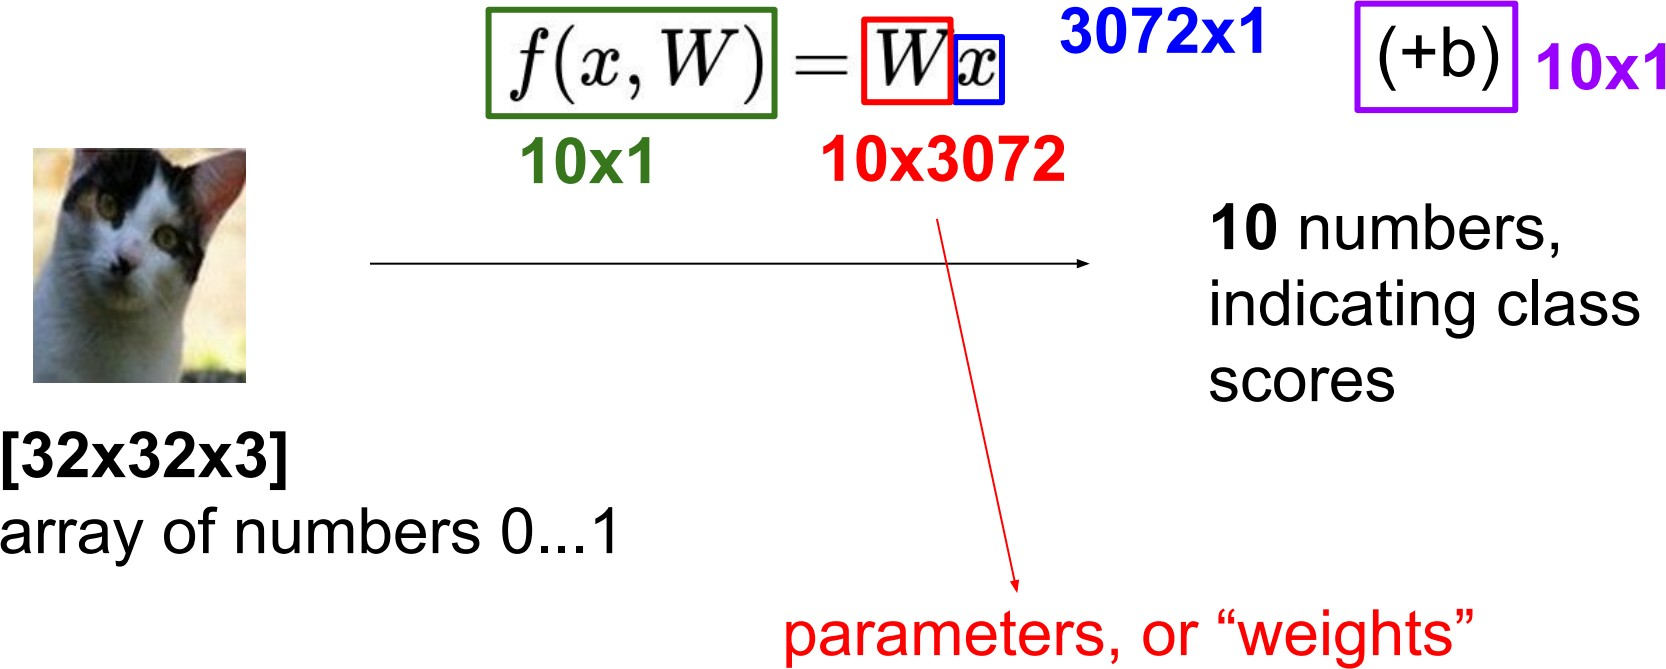 f(x, W) = Wx
3072x1
(+b)
10x1
10x1
10x3072
10 numbers,
indicating class
scores
[32x32x3]
array of numbers 0...1
parameters, or “weights”